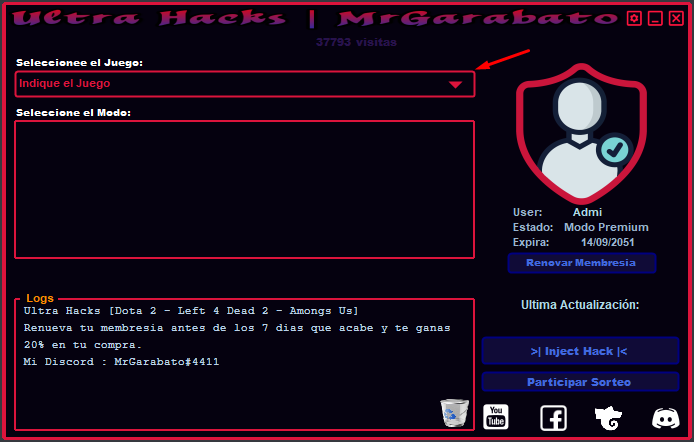 Ultra Hacks | MrGarabato
37793 visitas
Seleccionee el Juego:
Indique el Juego
Seleccione el Modo:
User: Admi
Estado: Modo Premium
Expira: 14/09/2051
Renovar Membresia
Logs
Ultra Hacks [Dota 2 - Left 4 Dead 2 - Amongs Us]
Renueva tu membresia antes de los 7 dias que acabe y te ganas
20% en tu compra.
Mi Discord : MrGarabato#4411
Ultima Actualización:
>| Inject Hack |<
Participar Sorteo
You
Tube